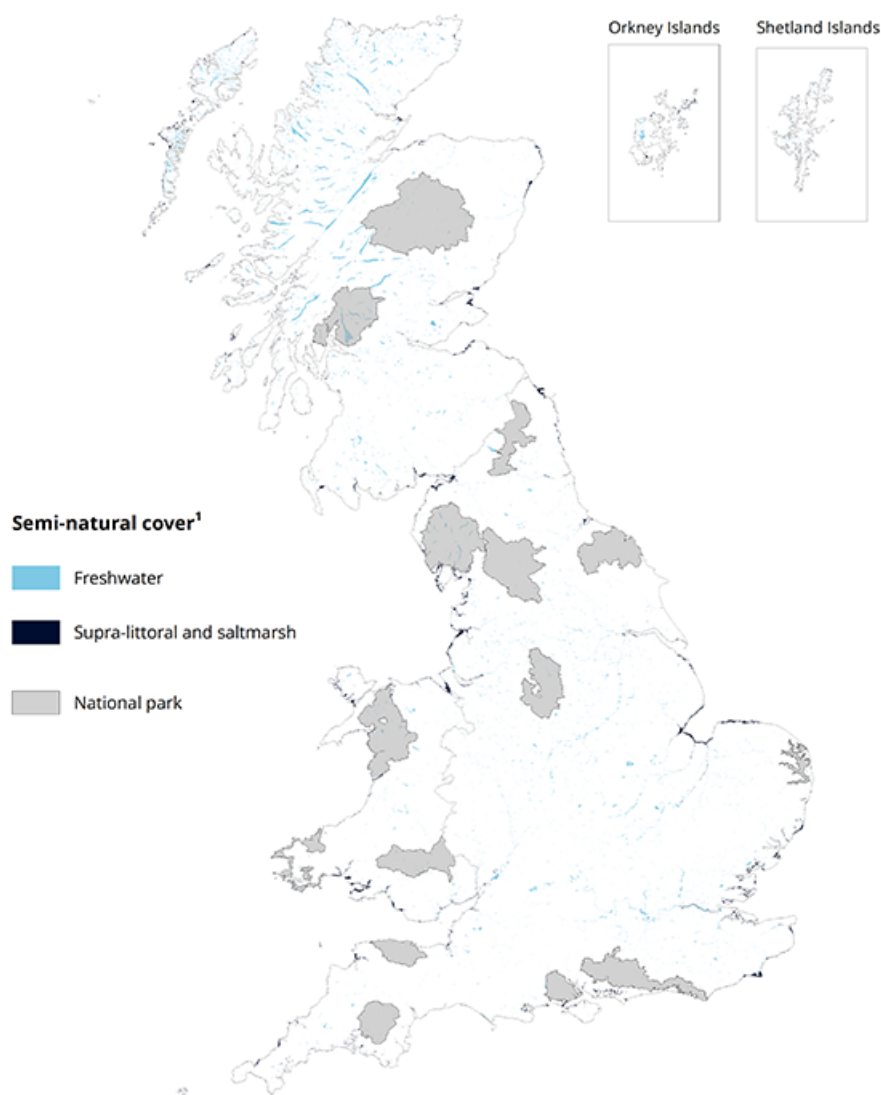 Orkney Islands
Shetland Islands
Semi-natural cover¹
Freshwater
Supra-littoral and saltmarsh
National park